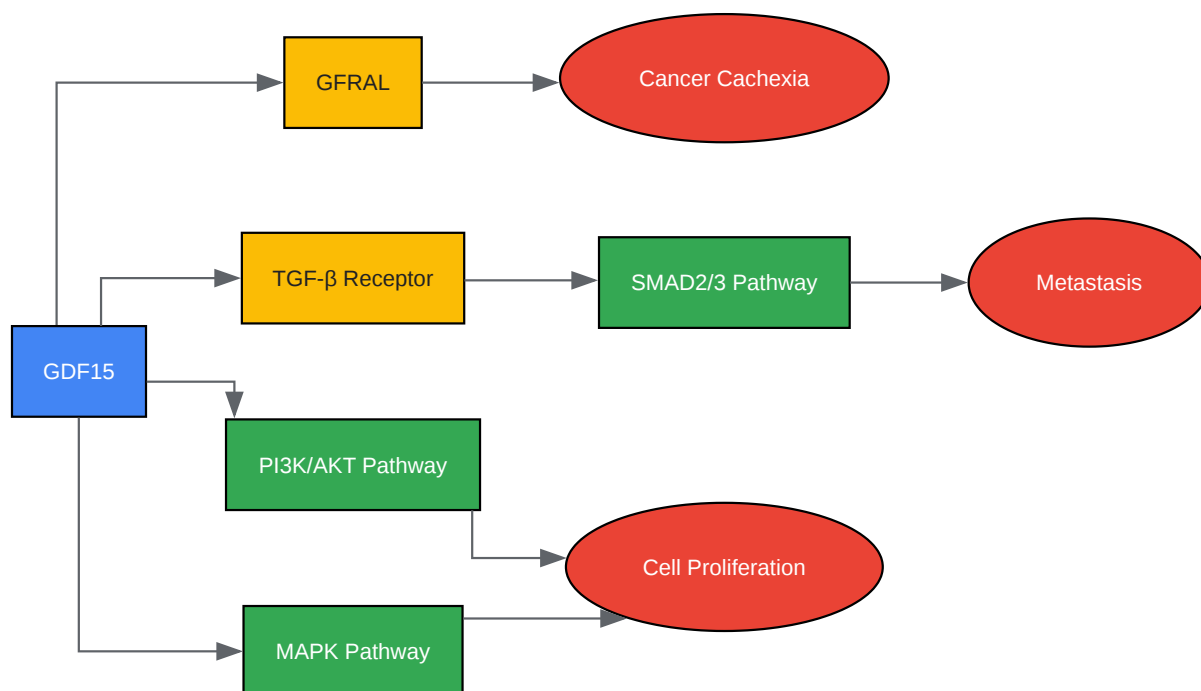 GFRAL
Cancer Cachexia
TGF-β Receptor
SMAD2/3 Pathway
Metastasis
GDF15
PI3K/AKT Pathway
Cell Proliferation
MAPK Pathway